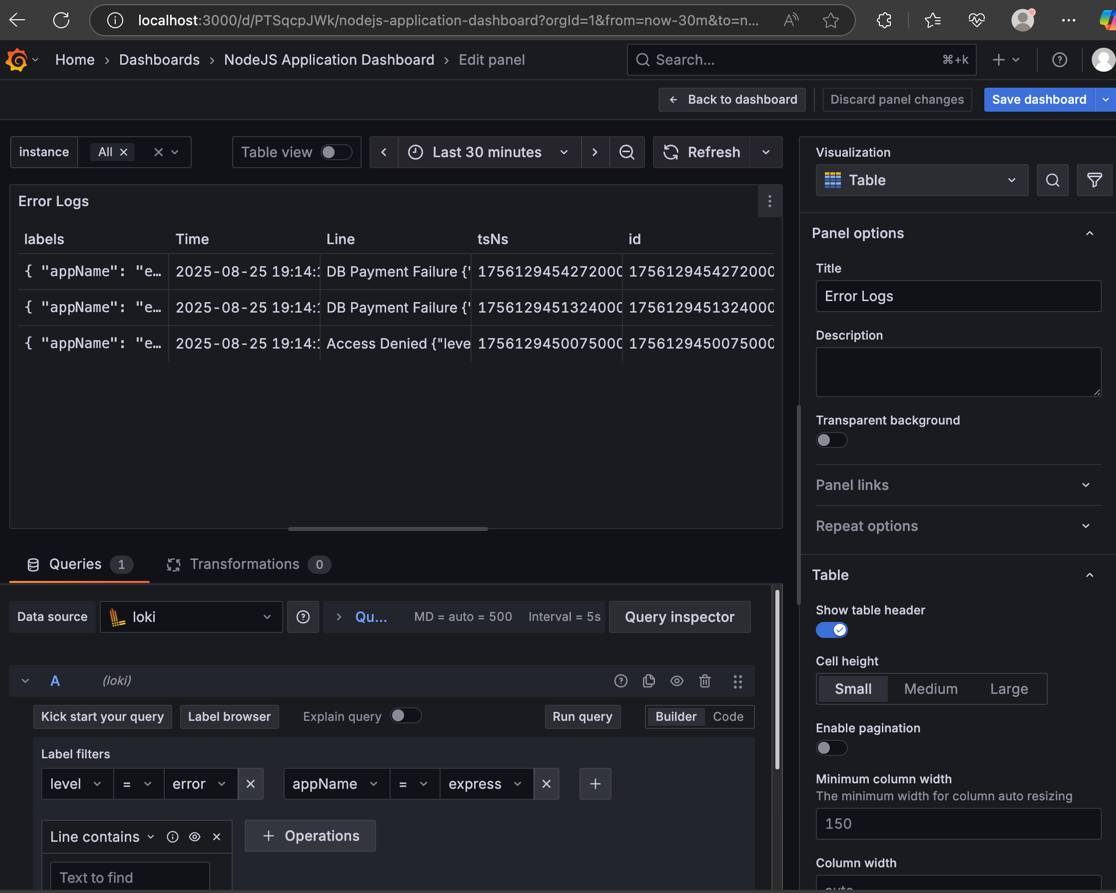 localhost:3000/d/PTSqcpJWk/nodejs-application-dashboard?orgId=1&from=now-30m&to=n...
Home › Dashboards › NodeJS Application Dashboard › Edit panel
Search... ⌘+k
Back to dashboard Discard panel changes Save dashboard
instance All Table view Last 30 minutes Refresh
Error Logs
labels Time Line tsNs id
{ "appName": "e... 2025-08-25 19:14:1 DB Payment Failure {" 1756129454272000 1756129454272000
{ "appName": "e... 2025-08-25 19:14:1 DB Payment Failure {" 1756129451324000 1756129451324000
{ "appName": "e... 2025-08-25 19:14:1 Access Denied {"leve 1756129450075000 1756129450075000
Queries 1 Transformations 0
Data source loki Qu... MD = auto = 500 Interval = 5s Query inspector
A (loki)
Kick start your query Label browser Explain query Run query Builder Code
Label filters
level = error appName = express
Line contains + Operations
Text to find
Visualization
Table
Panel options
Title
Error Logs
Description
Transparent background
Panel links
Repeat options
Table
Show table header
Cell height
Small Medium Large
Enable pagination
Minimum column width
The minimum width for column auto resizing
150
Column width
auto